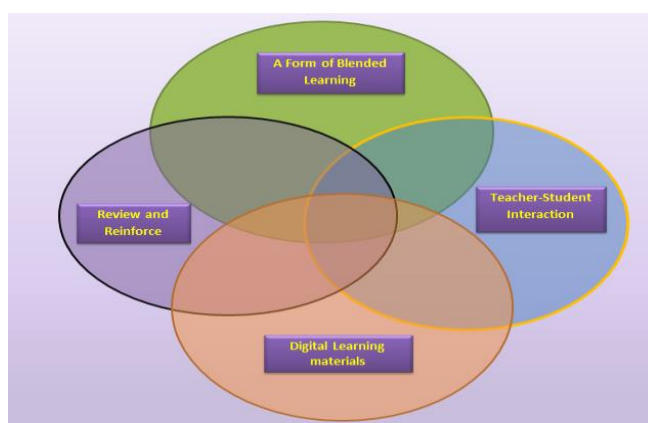 A Form of Blended
Learning
Review and
Reinforce
Teacher-Student
Interaction
Digital Learning
materials